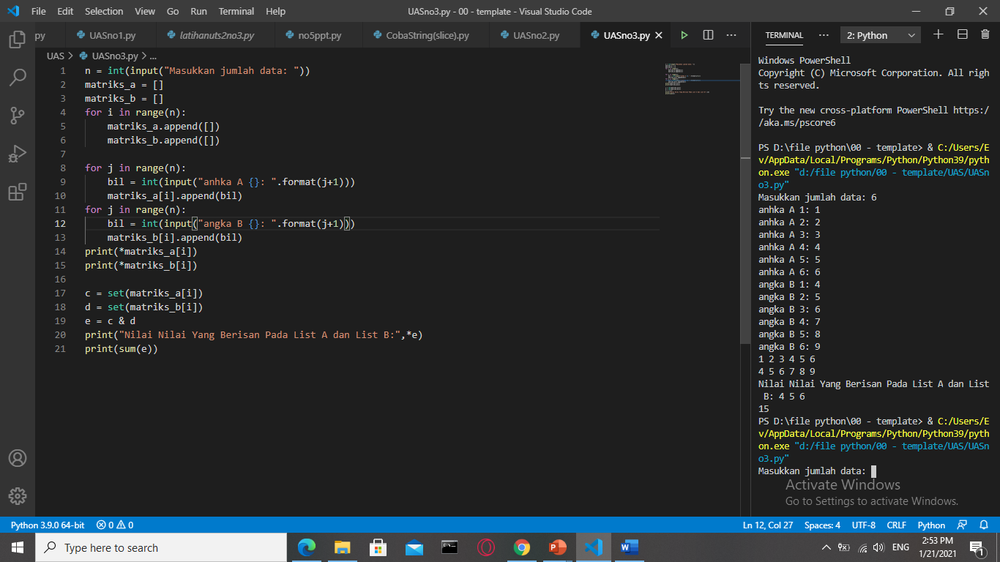 File Edit Selection View Go Run Terminal Help
UASno3.py - 00 - template - Visual Studio Code
py UASno1.py latihanuts2no3.py no5ppt.py CobaString(slice).py UASno2.py UASno3.py
UAS > UASno3.py > ...
1 n = int(input("Masukkan jumlah data: "))
2 matriks_a = []
3 matriks_b = []
4 for i in range(n):
5     matriks_a.append([])
6     matriks_b.append([])
7
8 for j in range(n):
9     bil = int(input("anhka A {}: ".format(j+1)))
10     matriks_a[i].append(bil)
11 for j in range(n):
12     bil = int(input("angka B {}: ".format(j+1)))
13     matriks_b[i].append(bil)
14 print(*matriks_a[i])
15 print(*matriks_b[i])
16
17 c = set(matriks_a[i])
18 d = set(matriks_b[i])
19 e = c & d
20 print("Nilai Nilai Yang Berisan Pada List A dan List B:",*e)
21 print(sum(e))
TERMINAL ... 2: Python
Windows PowerShell
Copyright (C) Microsoft Corporation. All righ
ts reserved.
Try the new cross-platform PowerShell https:/
/aka.ms/pscore6
PS D:\file python\00 - template> & C:/Users/E
v/AppData/Local/Programs/Python/Python39/pyth
on.exe "d:/file python/00 - template/UAS/UASn
o3.py"
Masukkan jumlah data: 6
anhka A 1: 1
anhka A 2: 2
anhka A 3: 3
anhka A 4: 4
anhka A 5: 5
anhka A 6: 6
angka B 1: 4
angka B 2: 5
angka B 3: 6
angka B 4: 7
angka B 5: 8
angka B 6: 9
1 2 3 4 5 6
4 5 6 7 8 9
Nilai Nilai Yang Berisan Pada List A dan List
 B: 4 5 6
15
PS D:\file python\00 - template> & C:/Users/E
v/AppData/Local/Programs/Python/Python39/pyth
on.exe "d:/file python/00 - template/UAS/UASn
o3.py"
Masukkan jumlah data:
Activate Windows
Go to Settings to activate Windows.
Python 3.9.0 64-bit 0 0 Ln 12, Col 27 Spaces: 4 UTF-8 CRLF Python
Type here to search
ENG
2:53 PM
1/21/2021
1